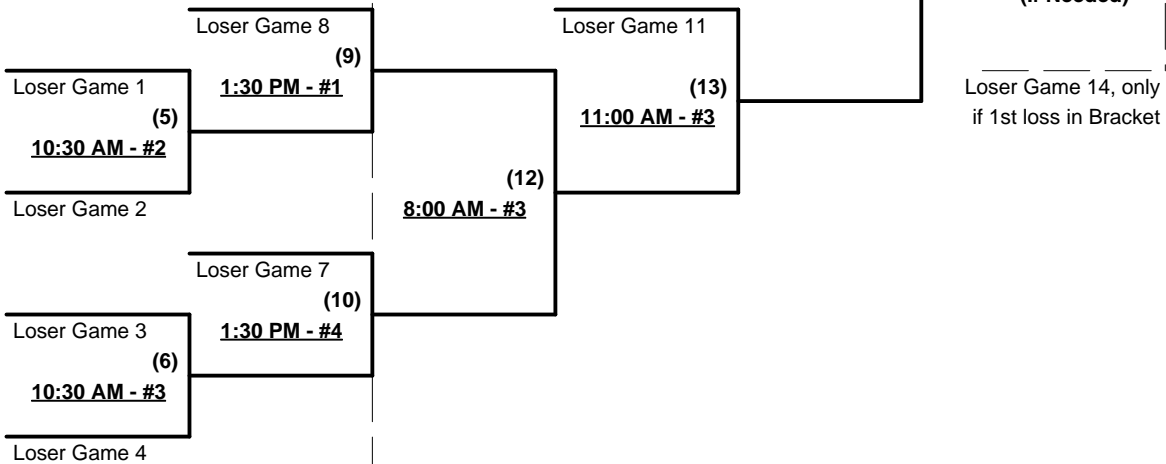 Loser Game 8
(9)
1:30 PM - #1
Loser Game 1
(5)
10:30 AM - #2
Loser Game 2
Loser Game 11
(13)
11:00 AM - #3
Loser Game 14, only
if 1st loss in Bracket
(12)
8:00 AM - #3
Loser Game 7
(10)
1:30 PM - #4
Loser Game 3
(6)
10:30 AM - #3
Loser Game 4